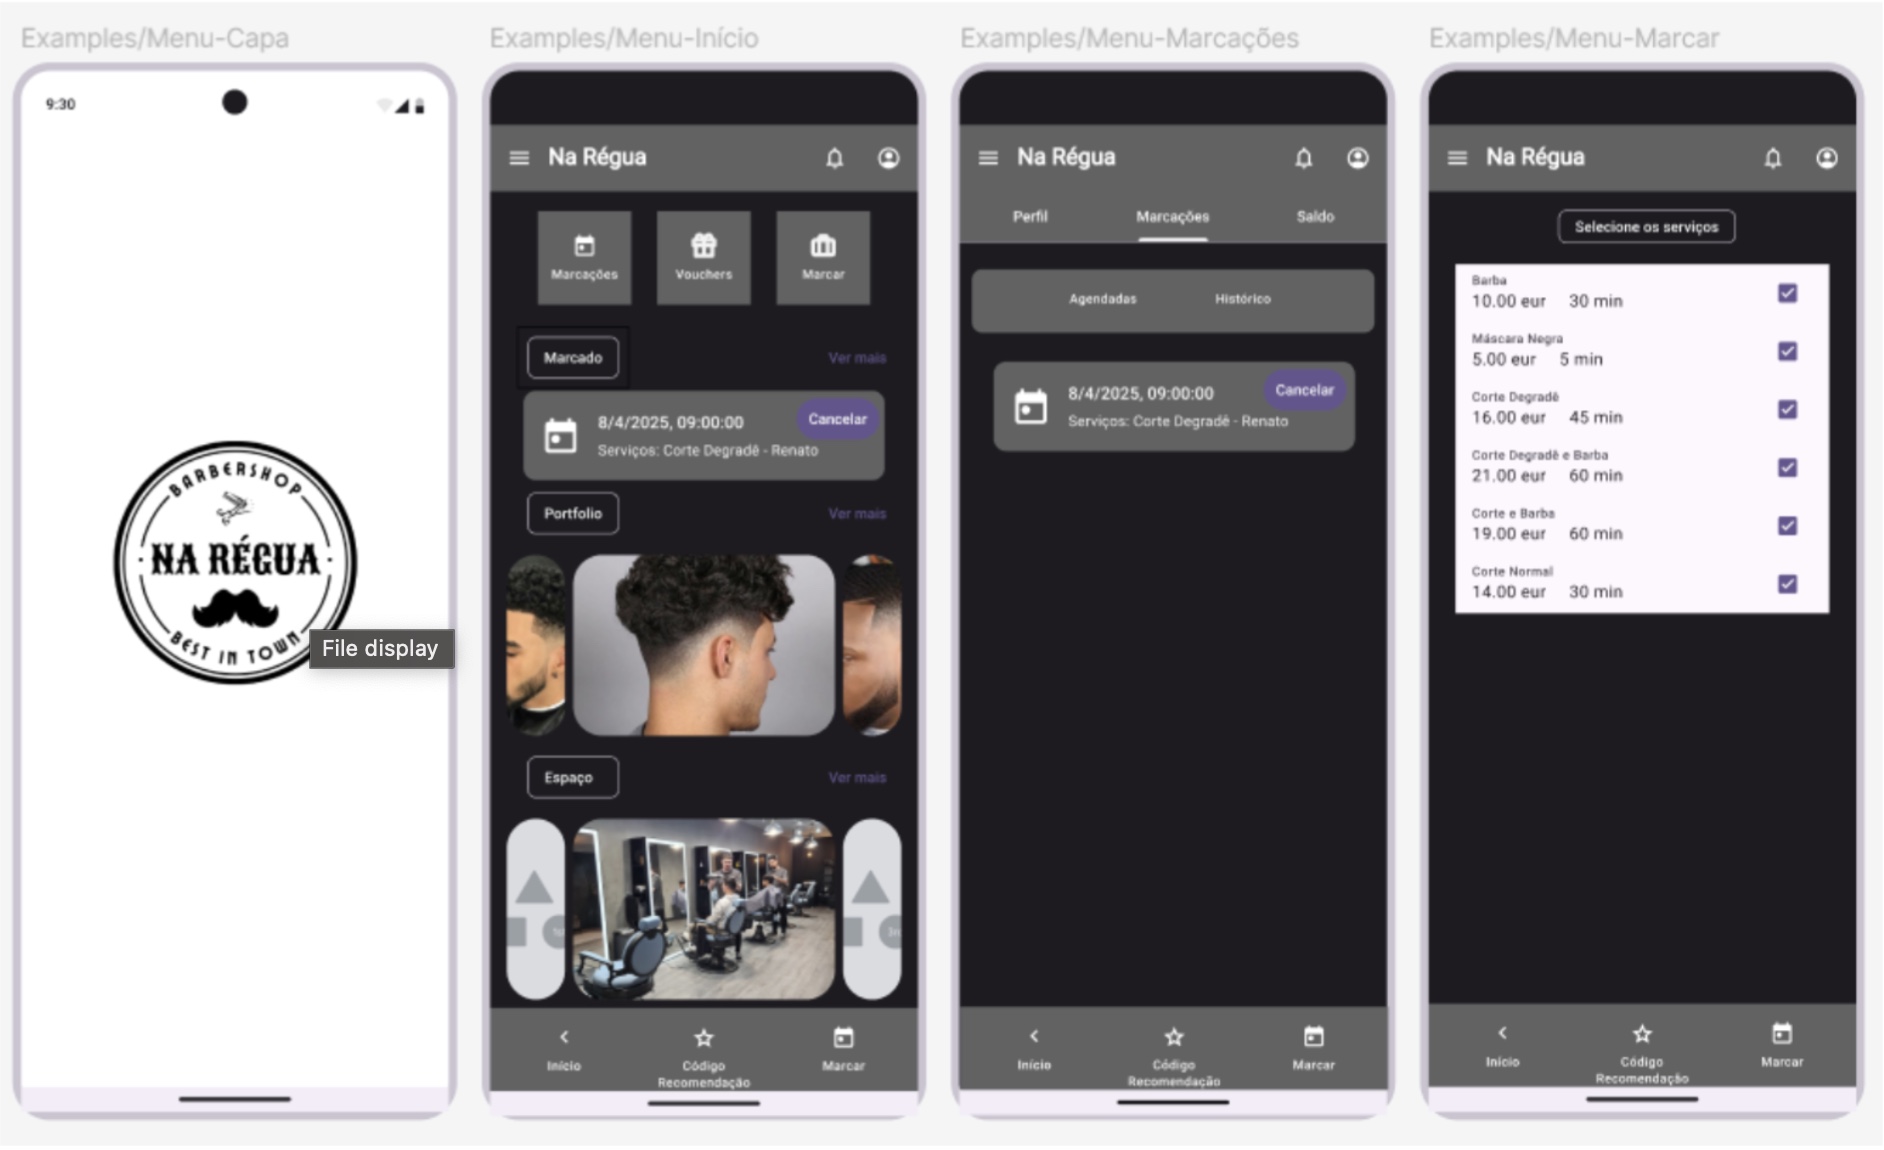 Examples/Menu-Capa
9:30
BARBERSHOP
NA RÉGUA
BEST IN TOWN
File display
Examples/Menu-Início
Na Régua
Marcações
Vouchers
Marcar
Marcado
Ver mais
8/4/2025, 09:00:00
Cancelar
Serviços: Corte Degradê - Renato
Portfolio
Ver mais
Espaço
Ver mais
Início
Código
Recomendação
Marcar
Examples/Menu-Marcações
Na Régua
Perfil
Marcações
Saldo
Agendadas
Histórico
8/4/2025, 09:00:00
Cancelar
Serviços: Corte Degradê - Renato
Início
Código
Recomendação
Marcar
Examples/Menu-Marcar
Na Régua
Selecione os serviços
Barba
10.00 eur 30 min
Máscara Negra
5.00 eur 5 min
Corte Degradê
16.00 eur 45 min
Corte Degradê e Barba
21.00 eur 60 min
Corte e Barba
19.00 eur 60 min
Corte Normal
14.00 eur 30 min
Início
Código
Recomendação
Marcar